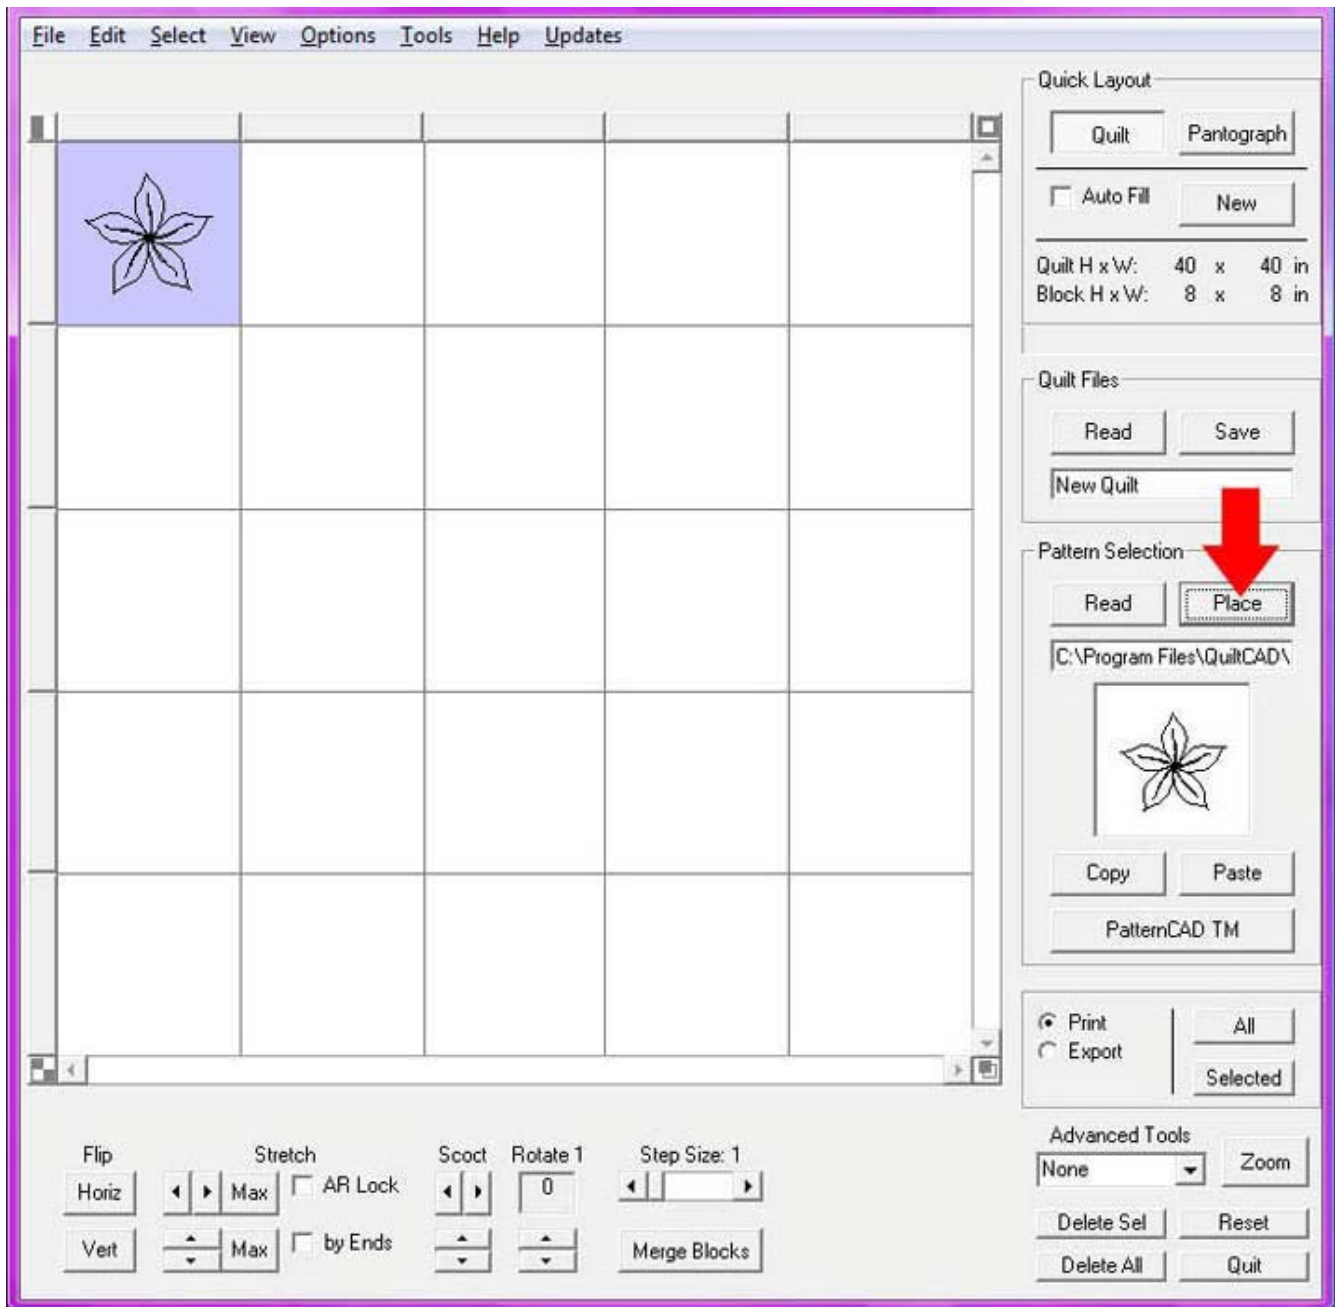 File Edit Select View Options Tools Help Updates
Quick Layout
Quilt Pantograph
Auto Fill New
Quilt H x W: 40 x 40 in
Block H x W: 8 x 8 in
Quilt Files
Read Save
New Quilt
Pattern Selection
Read Place
C:\Program Files\QuiltCAD\
Copy Paste
PatternCAD TM
Print All
Export
Selected
Flip Stretch Scoot Rotate 1 Step Size: 1
Horiz Max AR Lock 0
Vert Max by Ends Merge Blocks
Advanced Tools
None Zoom
Delete Sel Reset
Delete All Quit